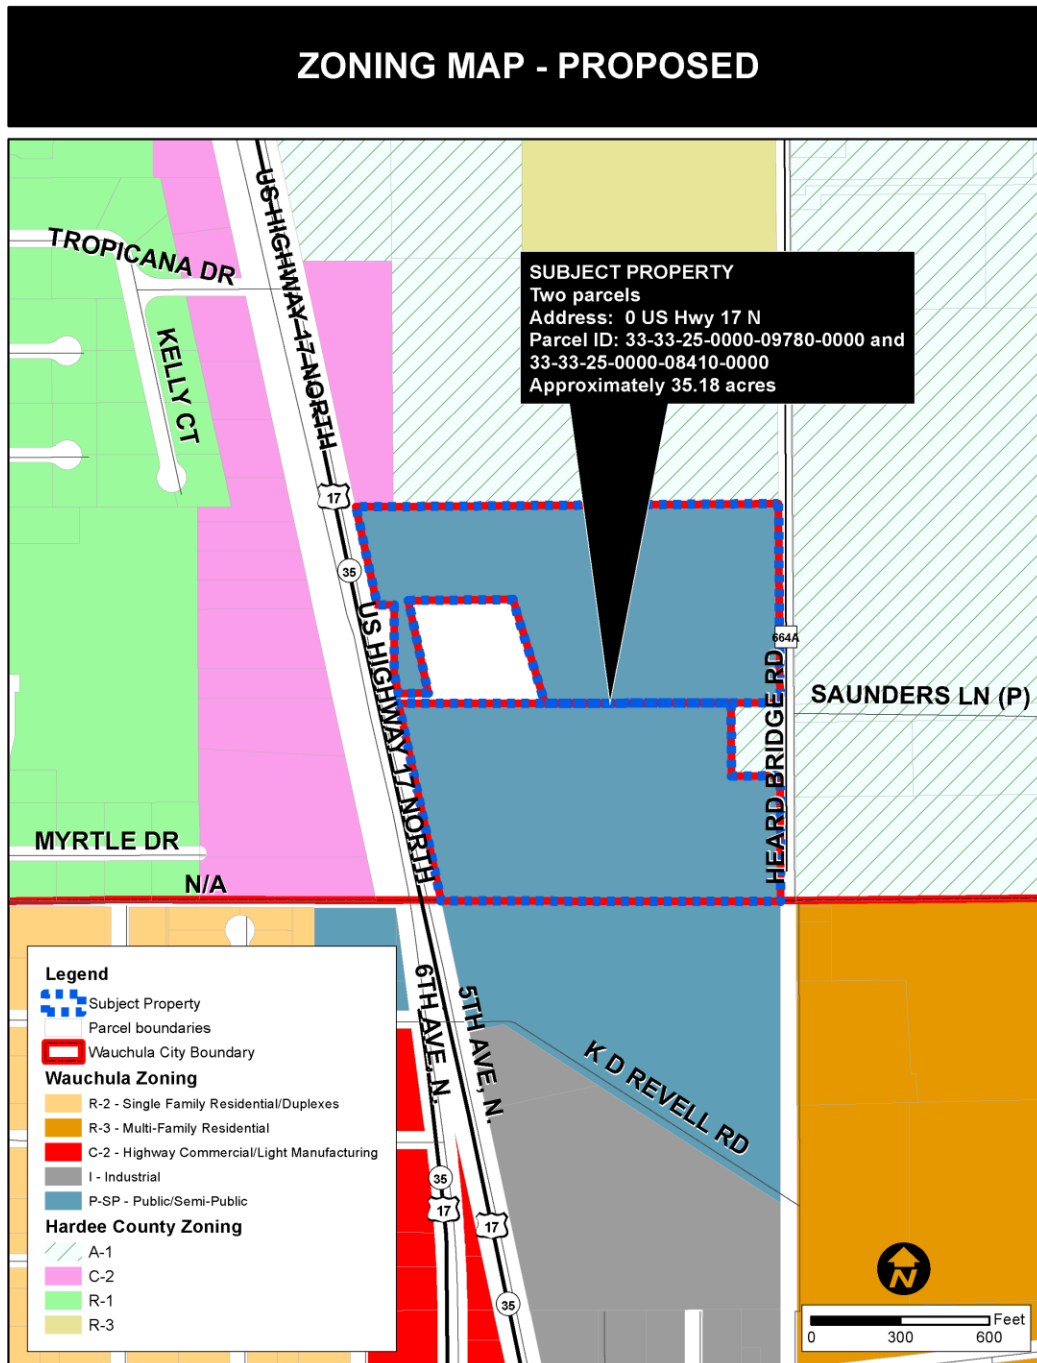 ZONING MAP - PROPOSED
US HIGHWAY 17 NORTH
TROPICANA DR
KELLY CT
SUBJECT PROPERTY
Two parcels
Address: 0 US Hwy 17 N
Parcel ID: 33-33-25-0000-09780-0000 and
33-33-25-0000-08410-0000
Approximately 35.18 acres
17
35
US HIGHWAY 17 NORTH
664A
HEARD BRIDGE RD
SAUNDERS LN (P)
MYRTLE DR
N/A
6TH AVE, N.
5TH AVE, N.
K D REVELL RD
35
17
17
35
Legend
Subject Property
Parcel boundaries
Wauchula City Boundary
Wauchula Zoning
R-2 - Single Family Residential/Duplexes
R-3 - Multi-Family Residential
C-2 - Highway Commercial/Light Manufacturing
I - Industrial
P-SP - Public/Semi-Public
Hardee County Zoning
A-1
C-2
R-1
R-3
N
Feet
0 300 600